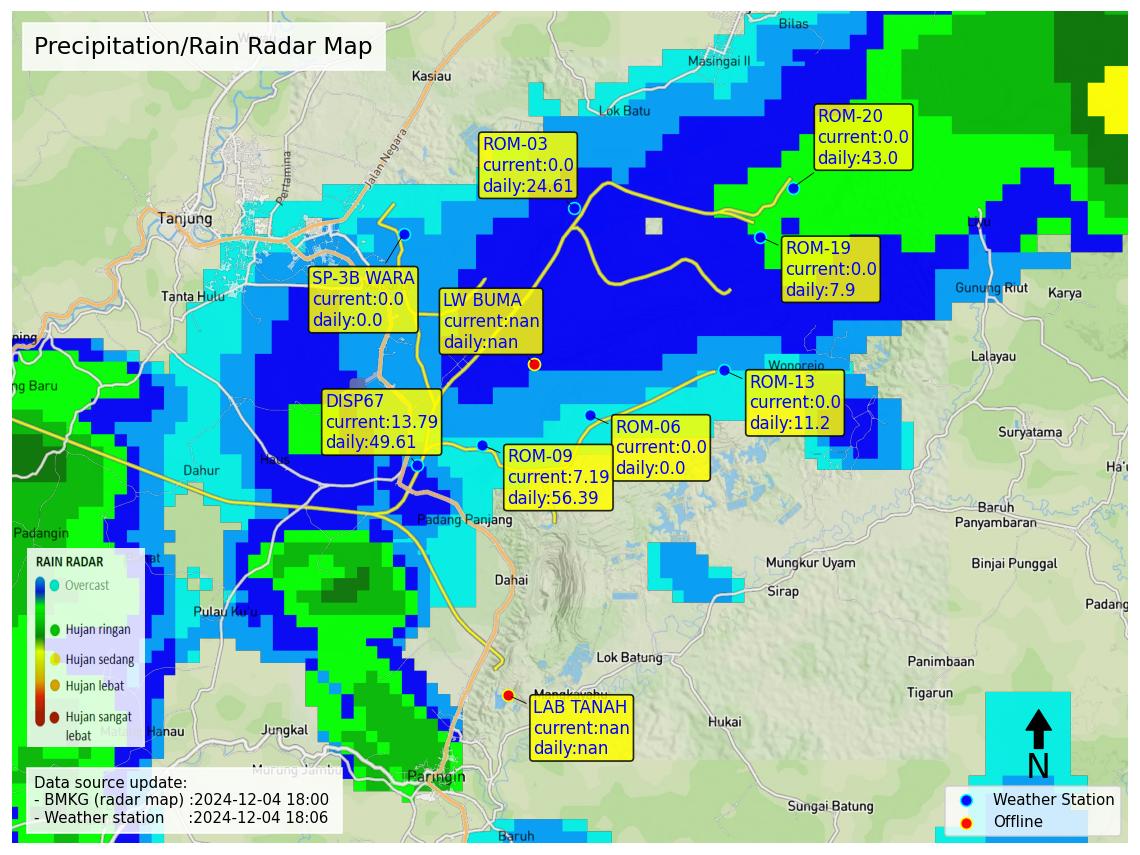 Precipitation/Rain Radar Map
Bilas
Masingai II
Kasiau
Lok Batu
Jalan Negara
Pertamina
Tanjung
Tanta Hulu
ROM-20
current:0.0
daily:43.0
ROM-03
current:0.0
daily:24.61
ROM-19
current:0.0
daily:7.9
SP-3B WARA
current:0.0
daily:0.0
LW BUMA
current:nan
daily:nan
Gunung Riut
Karya
Lalayau
Wonorejo
ping
ng Baru
ROM-13
current:0.0
daily:11.2
DISP67
current:13.79
daily:49.61
ROM-06
current:0.0
daily:0.0
ROM-09
current:7.19
daily:56.39
Suryatama
Ha'u
Dahur
Haus
Baruh
Panyambaran
Padang Panjang
Padangin
Mungkur Uyam
Binjai Punggal
Dahai
Sirap
Padang
Pulau Ku'u
RAIN RADAR
Overcast
Hujan ringan
Hujan sedang
Hujan lebat
Hujan sangat
lebat
Lok Batung
Panimbaan
Tigarun
Mangkayahu
LAB TANAH
current:nan
daily:nan
Hukai
Hanau
Jungkal
Murung Jambu
Paringin
Sungai Batung
Baruh
Data source update:
- BMKG (radar map) :2024-12-04 18:00
- Weather station :2024-12-04 18:06
N
Weather Station
Offline